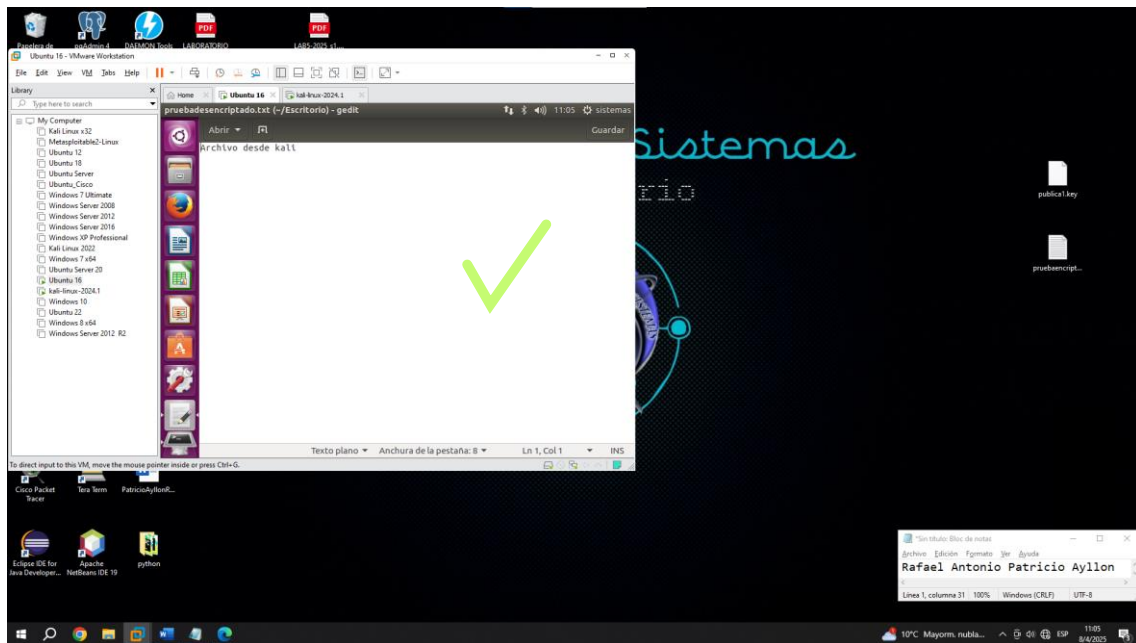 Papelera de
pgAdmin 4
DAEMON Tools
LABORATORIO
LAB5-2025 s1....
Ubuntu 16 - VMware Workstation
File Edit View VM Tabs Help
Library
Type here to search
My Computer
Kali Linux x32
Metasploitable2-Linux
Ubuntu 12
Ubuntu 18
Ubuntu Server
Ubuntu_Cisco
Windows 7 Ultimate
Windows Server 2008
Windows Server 2012
Windows Server 2016
Windows XP Professional
Kali Linux 2022
Windows 7 x64
Ubuntu Server 20
Ubuntu 16
kali-linux-2024.1
Windows 10
Ubuntu 22
Windows 8 x64
Windows Server 2012 R2
Home
Ubuntu 16
kali-linux-2024.1
pruebadesencriptado.txt (~/Escritorio) - gedit
11:05 sistemas
Abrir
Guardar
Archivo desde kali
Texto plano Anchura de la pestaña: 8 Ln 1, Col 1 INS
To direct input to this VM, move the mouse pointer inside or press Ctrl+G.
Sistemas
rio
publica1.key
pruebaencript...
Cisco Packet
Tracer
Tera Term
PatricioAyllonR...
Eclipse IDE for
Java Developer...
Apache
NetBeans IDE 19
python
*Sin título: Bloc de notas
Archivo Edición Formato Ver Ayuda
Rafael Antonio Patricio Ayllon
Línea 1, columna 31 100% Windows (CRLF) UTF-8
10°C Mayorm. nubla...
ESP
11:05
8/4/2025